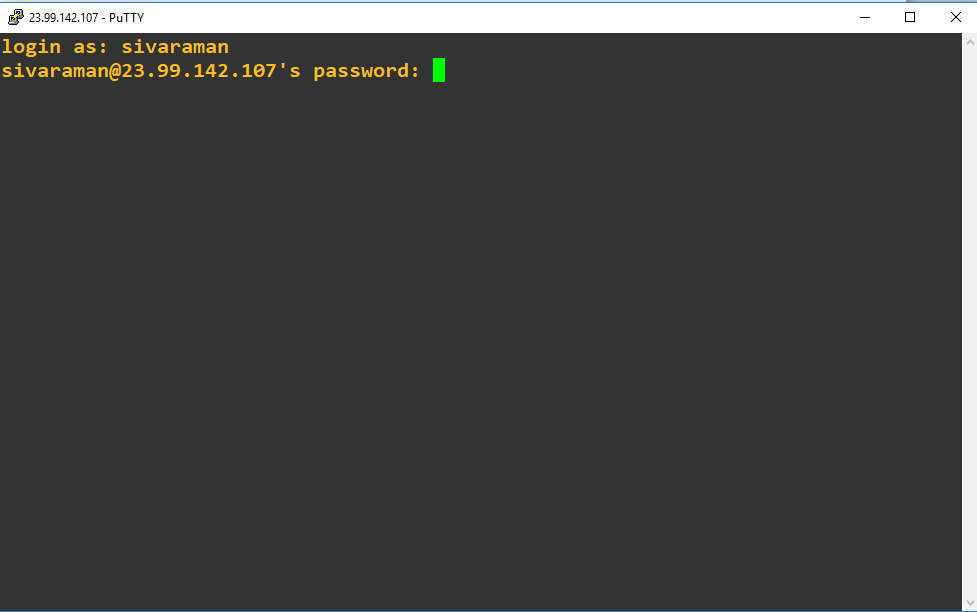 23.99.142.107 - PuTTY
login as: sivaraman
sivaraman@23.99.142.107's password: